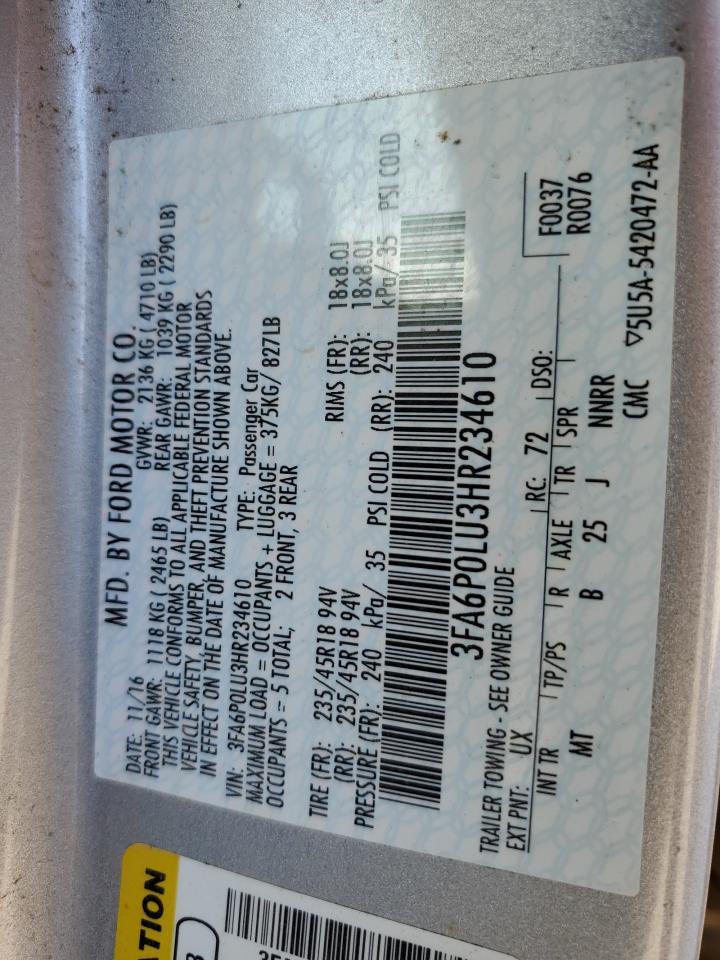 MFD. BY FORD MOTOR CO.
DATE: 11/16 GVWR: 2136 KG ( 4710 LB)
FRONT GAWR: 1118 KG ( 2465 LB) REAR GAWR: 1039 KG ( 2290 LB)
THIS VEHICLE CONFORMS TO ALL APPLICABLE FEDERAL MOTOR
VEHICLE SAFETY, BUMPER, AND THEFT PREVENTION STANDARDS
IN EFFECT ON THE DATE OF MANUFACTURE SHOWN ABOVE.
VIN: 3FA6P0LU3HR234610 TYPE: Passenger Car
MAXIMUM LOAD = OCCUPANTS + LUGGAGE = 375KG/ 827LB
OCCUPANTS = 5 TOTAL; 2 FRONT, 3 REAR
TIRE (FR): 235/45R18 94V RIMS (FR): 18x8.0J
(RR): 235/45R18 94V (RR): 18x8.0J
PRESSURE (FR): 240 kPa/ 35 PSI COLD (RR): 240 kPa/ 35 PSI COLD
3FA6P0LU3HR234610
TRAILER TOWING - SEE OWNER GUIDE
EXT PNT: UX RC: 72 DSO: F0037
R0076
INT TR TP/PS R AXLE TR SPR
MT B 25 J NNRR
CMC ▽5U5A-5420472-AA
ATION